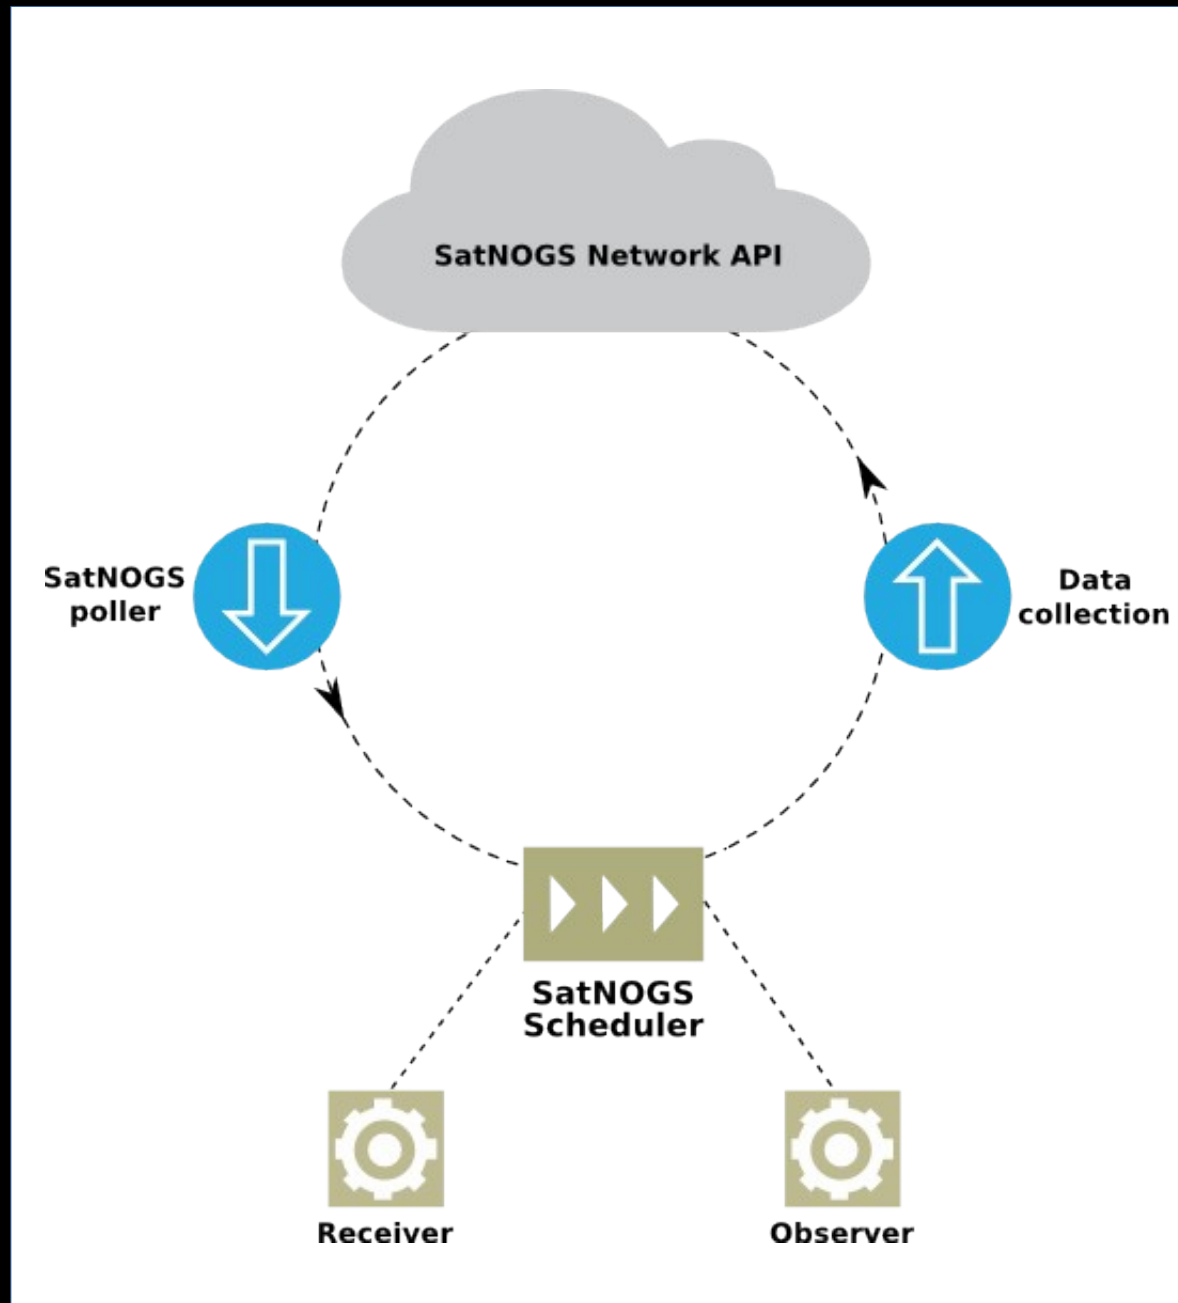 SatNOGS Network API
SatNOGS
poller
Data
collection
SatNOGS
Scheduler
Receiver
Observer